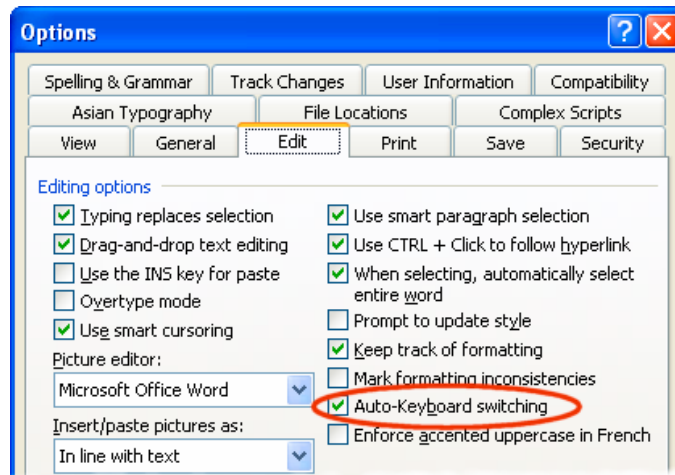 Options
Spelling & Grammar Track Changes User Information Compatibility
Asian Typography File Locations Complex Scripts
View General Edit Print Save Security
Editing options
Typing replaces selection
Drag-and-drop text editing
Use the INS key for paste
Overtype mode
Use smart cursoring
Picture editor:
Microsoft Office Word
Insert/paste pictures as:
In line with text
Use smart paragraph selection
Use CTRL + Click to follow hyperlink
When selecting, automatically select
entire word
Prompt to update style
Keep track of formatting
Mark formatting inconsistencies
Auto-Keyboard switching
Enforce accented uppercase in French